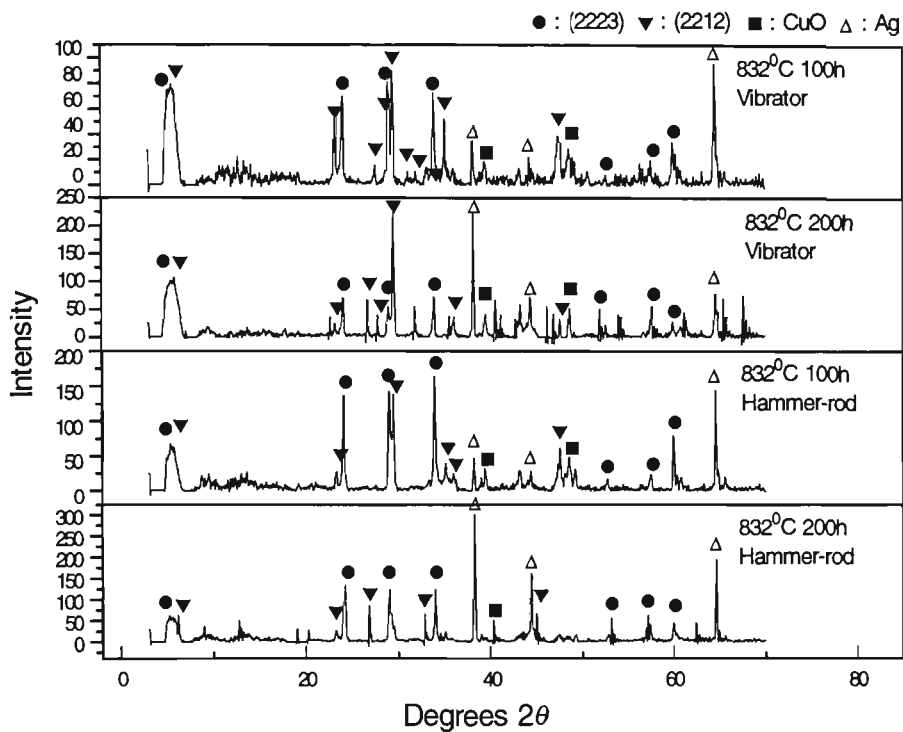 ● : (2223) ▼ : (2212) ■ : CuO △ : Ag
100
80
60
40
20
0
832⁰C 100h
Vibrator
250
200
150
100
50
0
832⁰C 200h
Vibrator
200
150
100
50
0
832⁰C 100h
Hammer-rod
300
250
200
150
100
50
0
832⁰C 200h
Hammer-rod
Intensity
0 20 40 60 80
Degrees 2θ